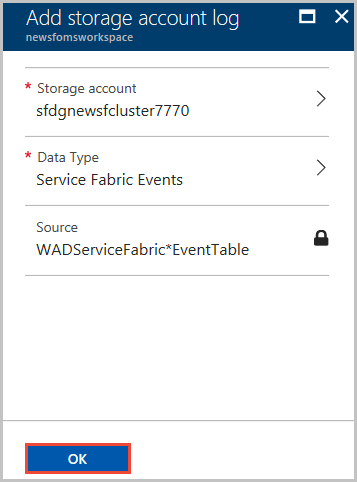 Add storage account log
newsfomsworkspace
* Storage account
sfdgnewsfcluster7770
* Data Type
Service Fabric Events
Source
WADServiceFabric*EventTable
OK